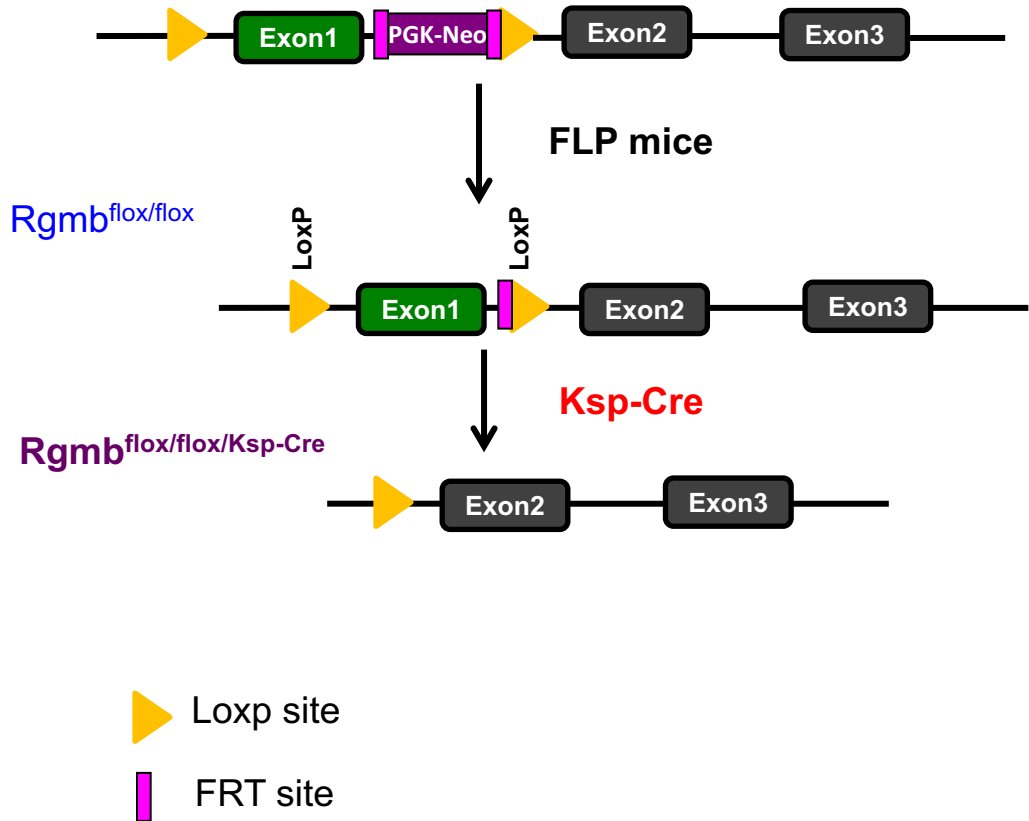 Exon1 PGK-Neo Exon2 Exon3
FLP mice
Rgmbflox/flox
LoxP LoxP
Exon1 Exon2 Exon3
Ksp-Cre
Rgmbflox/flox/Ksp-Cre
Exon2 Exon3
Loxp site
FRT site